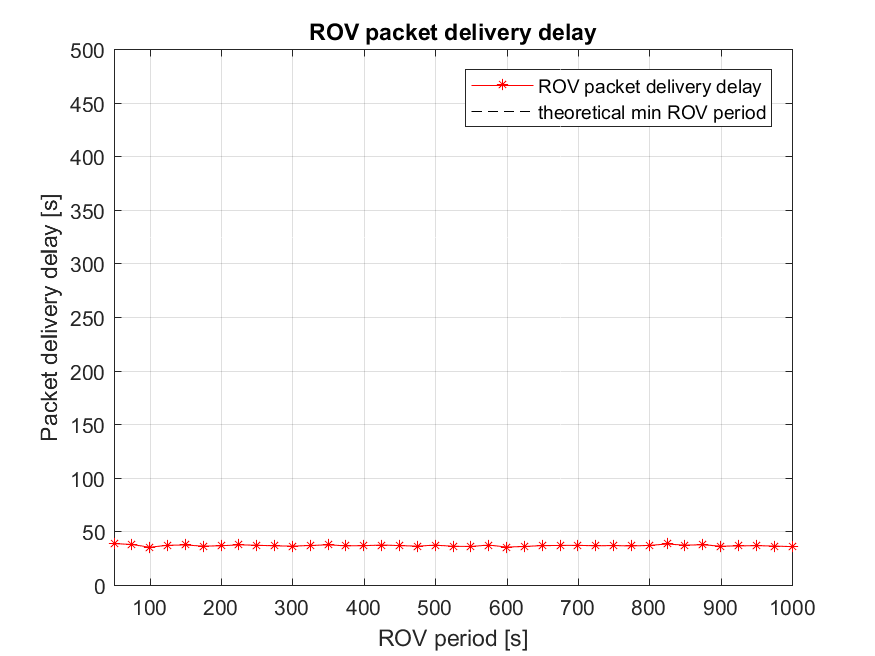 ROV packet delivery delay
500
450
400
350
300
250
200
150
100
50
0
Packet delivery delay [s]
ROV packet delivery delay
theoretical min ROV period
100 200 300 400 500 600 700 800 900 1000
ROV period [s]